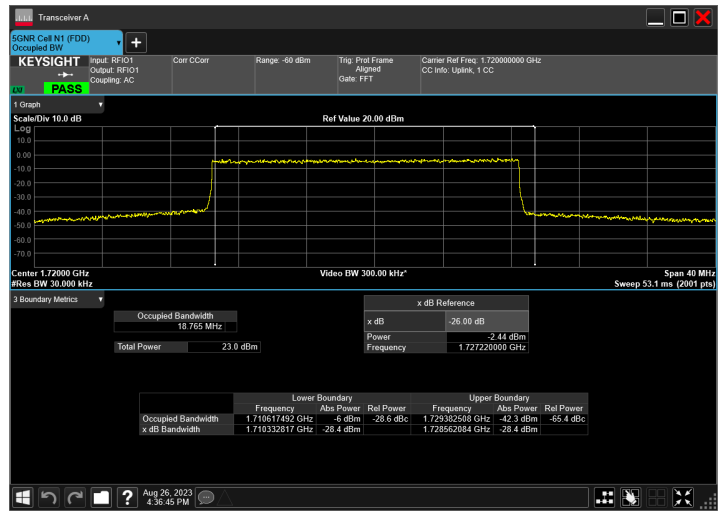 Transceiver A
5GNR Cell N1 (FDD)
Occupied BW
KEYSIGHT
Input: RFIO1
Output: RFIO1
Coupling: AC
Corr CCorr
Range: -60 dBm
Trig: Prot Frame
Aligned
Gate: FFT
Carrier Ref Freq: 1.720000000 GHz
CC Info: Uplink, 1 CC
LXI
PASS
1 Graph
Scale/Div 10.0 dB
Ref Value 20.00 dBm
Log
10.0
0.00
-10.0
-20.0
-30.0
-40.0
-50.0
-60.0
-70.0
Center 1.72000 GHz
Video BW 300.00 kHz*
Span 40 MHz
#Res BW 30.000 kHz
Sweep 53.1 ms (2001 pts)
3 Boundary Metrics
Occupied Bandwidth
18.765 MHz
Total Power 23.0 dBm
x dB Reference
x dB -26.00 dB
Power -2.44 dBm
Frequency 1.727220000 GHz
Lower Boundary Upper Boundary
Frequency Abs Power Rel Power Frequency Abs Power Rel Power
Occupied Bandwidth 1.710617492 GHz -6 dBm -28.6 dBc 1.729382508 GHz -42.3 dBm -65.4 dBc
x dB Bandwidth 1.710332817 GHz -28.4 dBm 1.728562084 GHz -28.4 dBm
Aug 26, 2023
4:36:45 PM